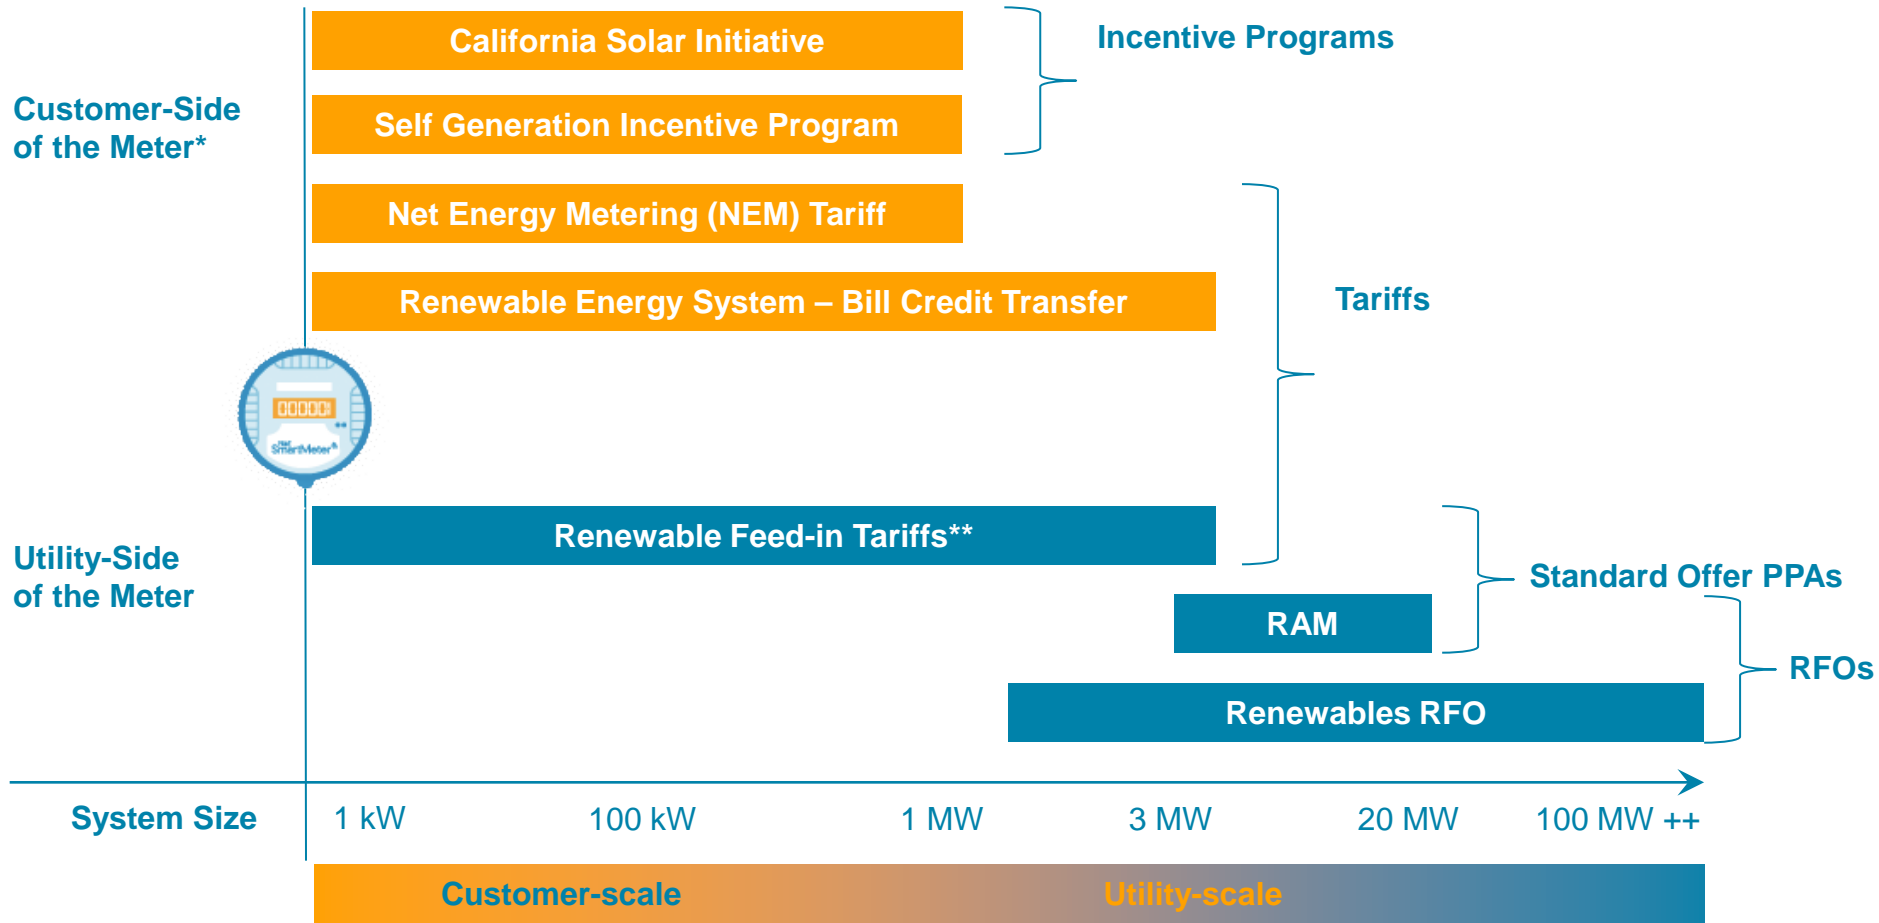 California Solar Initiative
Incentive Programs
Customer-Side
of the Meter*
Self Generation Incentive Program
Net Energy Metering (NEM) Tariff
Renewable Energy System – Bill Credit Transfer
Tariffs
SmartMeter
Renewable Feed-in Tariffs**
Utility-Side
of the Meter
Standard Offer PPAs
RAM
RFOs
Renewables RFO
System Size
1 kW
100 kW
1 MW
3 MW
20 MW
100 MW ++
Customer-scale
Utility-scale